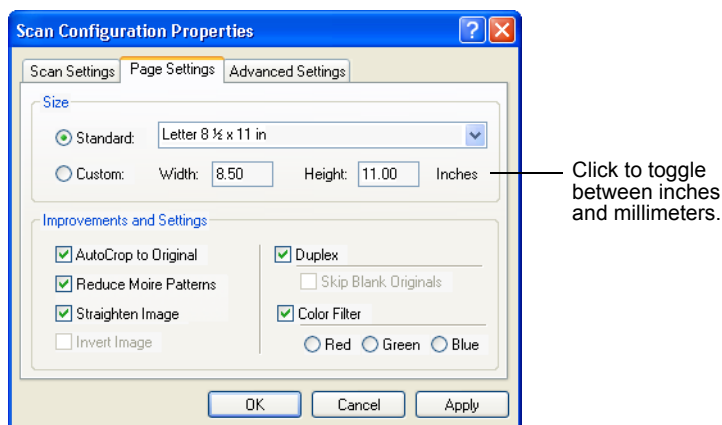 Scan Configuration Properties
Scan Settings Page Settings Advanced Settings
Size
Standard: Letter 8 ½ x 11 in
Custom: Width: 8.50 Height: 11.00 Inches
Click to toggle
between inches
and millimeters.
Improvements and Settings
AutoCrop to Original
Reduce Moire Patterns
Straighten Image
Invert Image
Duplex
Skip Blank Originals
Color Filter
Red Green Blue
OK Cancel Apply